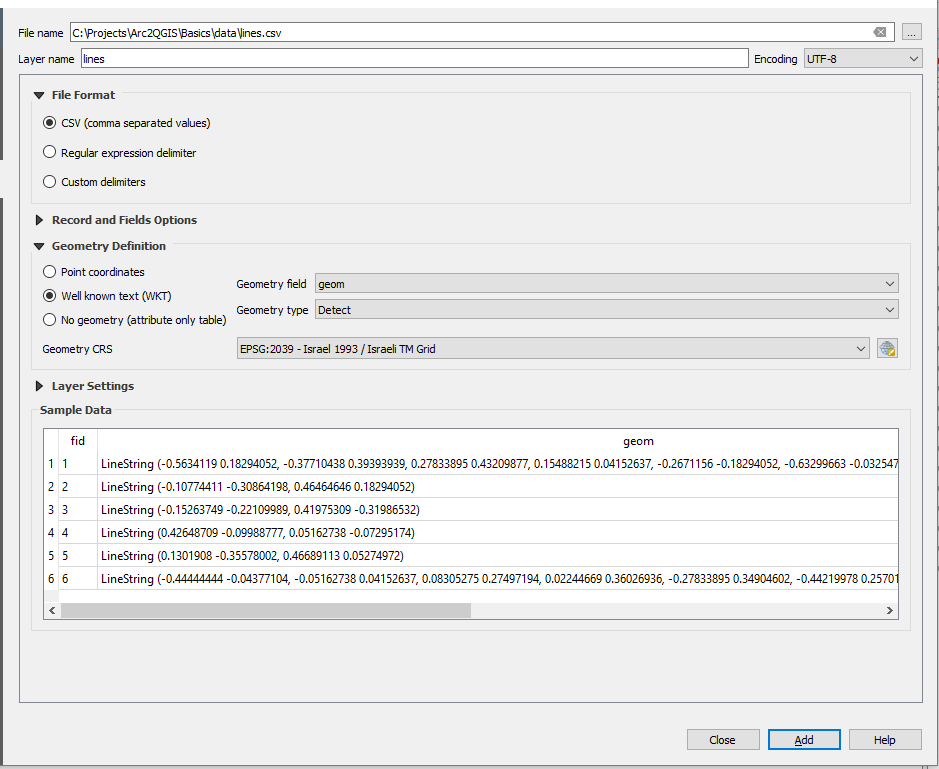 File name C:\Projects\Arc2QGIS\Basics\data\lines.csv ...
Layer name lines Encoding UTF-8
File Format
CSV (comma separated values)
Regular expression delimiter
Custom delimiters
Record and Fields Options
Geometry Definition
Point coordinates
Well known text (WKT)
No geometry (attribute only table)
Geometry field geom
Geometry type Detect
Geometry CRS EPSG:2039 - Israel 1993 / Israeli TM Grid
Layer Settings
Sample Data
fid geom
1 1 LineString (-0.5634119 0.18294052, -0.37710438 0.39393939, 0.27833895 0.43209877, 0.15488215 0.04152637, -0.2671156 -0.18294052, -0.63299663 -0.032547
2 2 LineString (-0.10774411 -0.30864198, 0.46464646 0.18294052)
3 3 LineString (-0.15263749 -0.22109989, 0.41975309 -0.31986532)
4 4 LineString (0.42648709 -0.09988777, 0.05162738 -0.07295174)
5 5 LineString (0.1301908 -0.35578002, 0.46689113 0.05274972)
6 6 LineString (-0.44444444 -0.04377104, -0.05162738 0.04152637, 0.08305275 0.27497194, 0.02244669 0.36026936, -0.27833895 0.34904602, -0.44219978 0.25701
Close Add Help